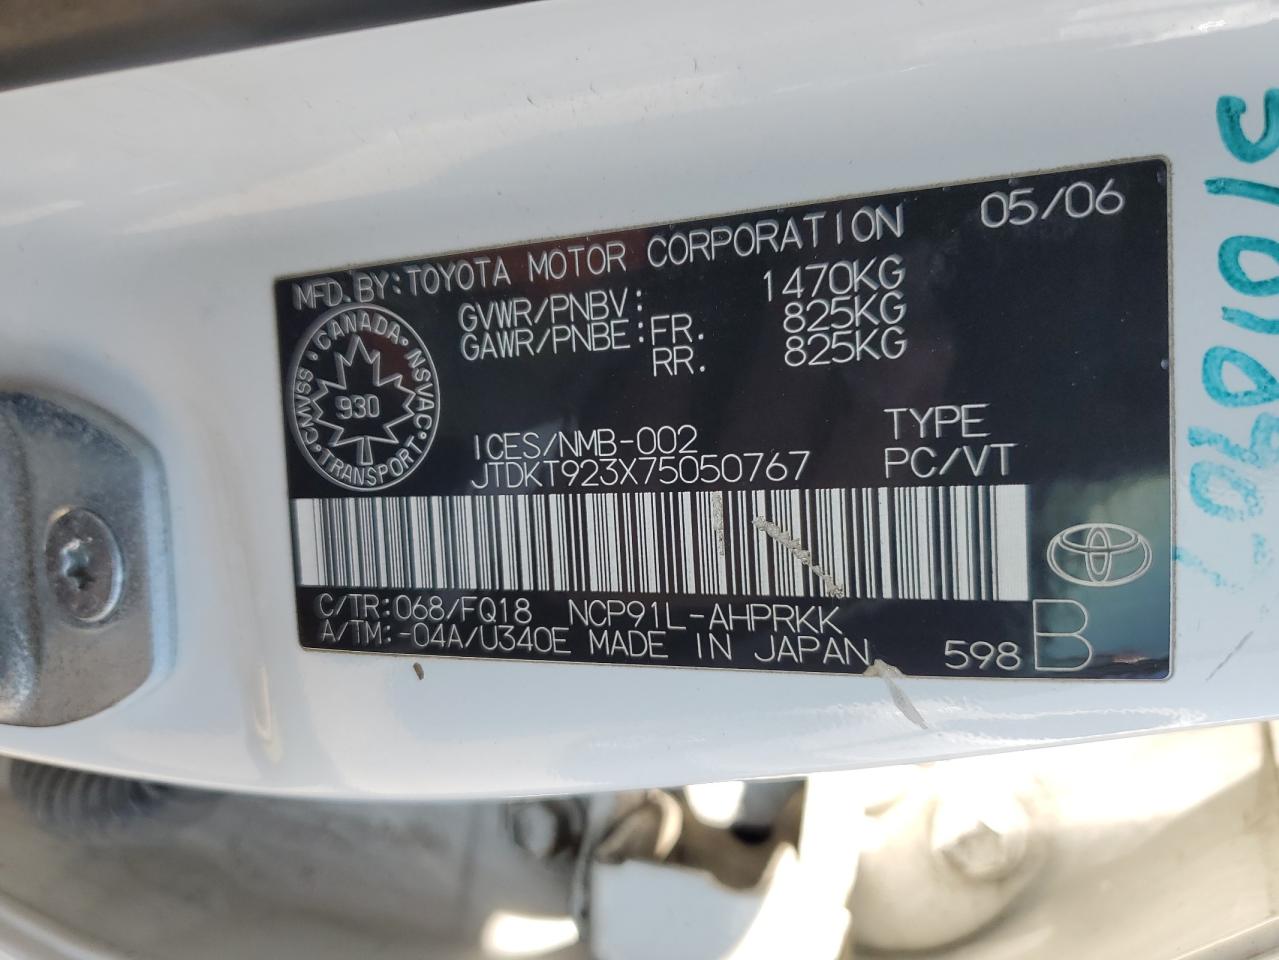 MFD.BY:TOYOTA MOTOR CORPORATION 05/06
GVWR/PNBV: 1470KG
GAWR/PNBE:FR. 825KG
RR. 825KG
CANADA·NSVAC·TRANSPORT·CMVSS·
930
ICES/NMB-002 TYPE
JTDKT923X75050767 PC/VT
C/TR:068/FQ18 NCP91L-AHPRKK
A/TM:-04A/U340E MADE IN JAPAN 598 B